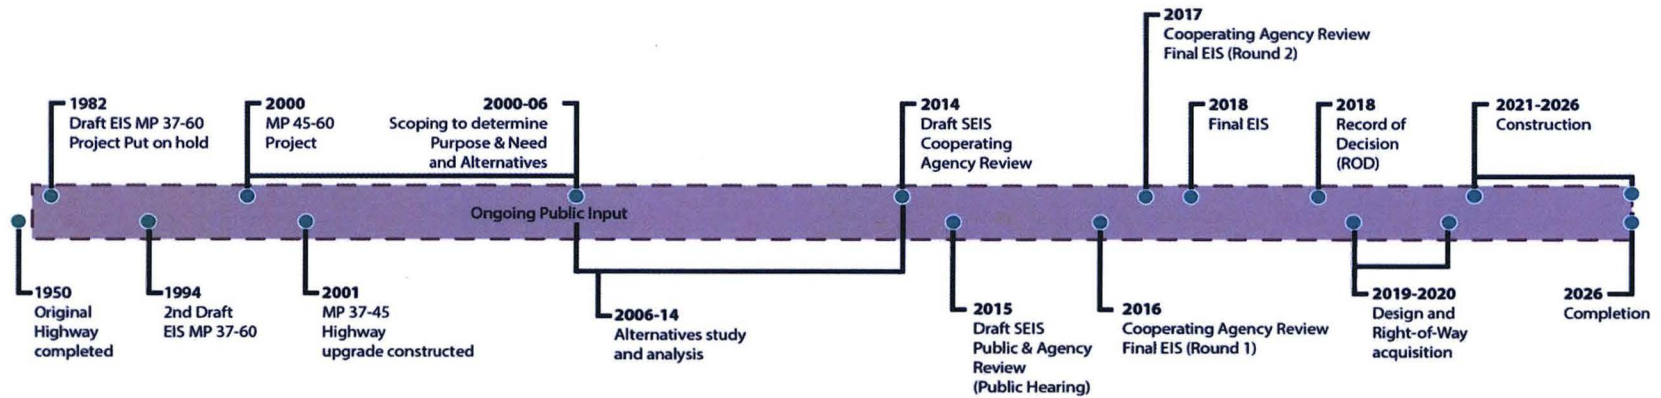 2017
Cooperating Agency Review
Final EIS (Round 2)
1982
Draft EIS MP 37-60
Project Put on hold
2000
MP 45-60
Project
2000-06
Scoping to determine
Purpose & Need
and Alternatives
2014
Draft SEIS
Cooperating
Agency Review
2018
Final EIS
2018
Record of
Decision
(ROD)
2021-2026
Construction
Ongoing Public Input
1950
Original
Highway
completed
1994
2nd Draft
EIS MP 37-60
2001
MP 37-45
Highway
upgrade constructed
2006-14
Alternatives study
and analysis
2015
Draft SEIS
Public & Agency
Review
(Public Hearing)
2016
Cooperating Agency Review
Final EIS (Round 1)
2019-2020
Design and
Right-of-Way
acquisition
2026
Completion